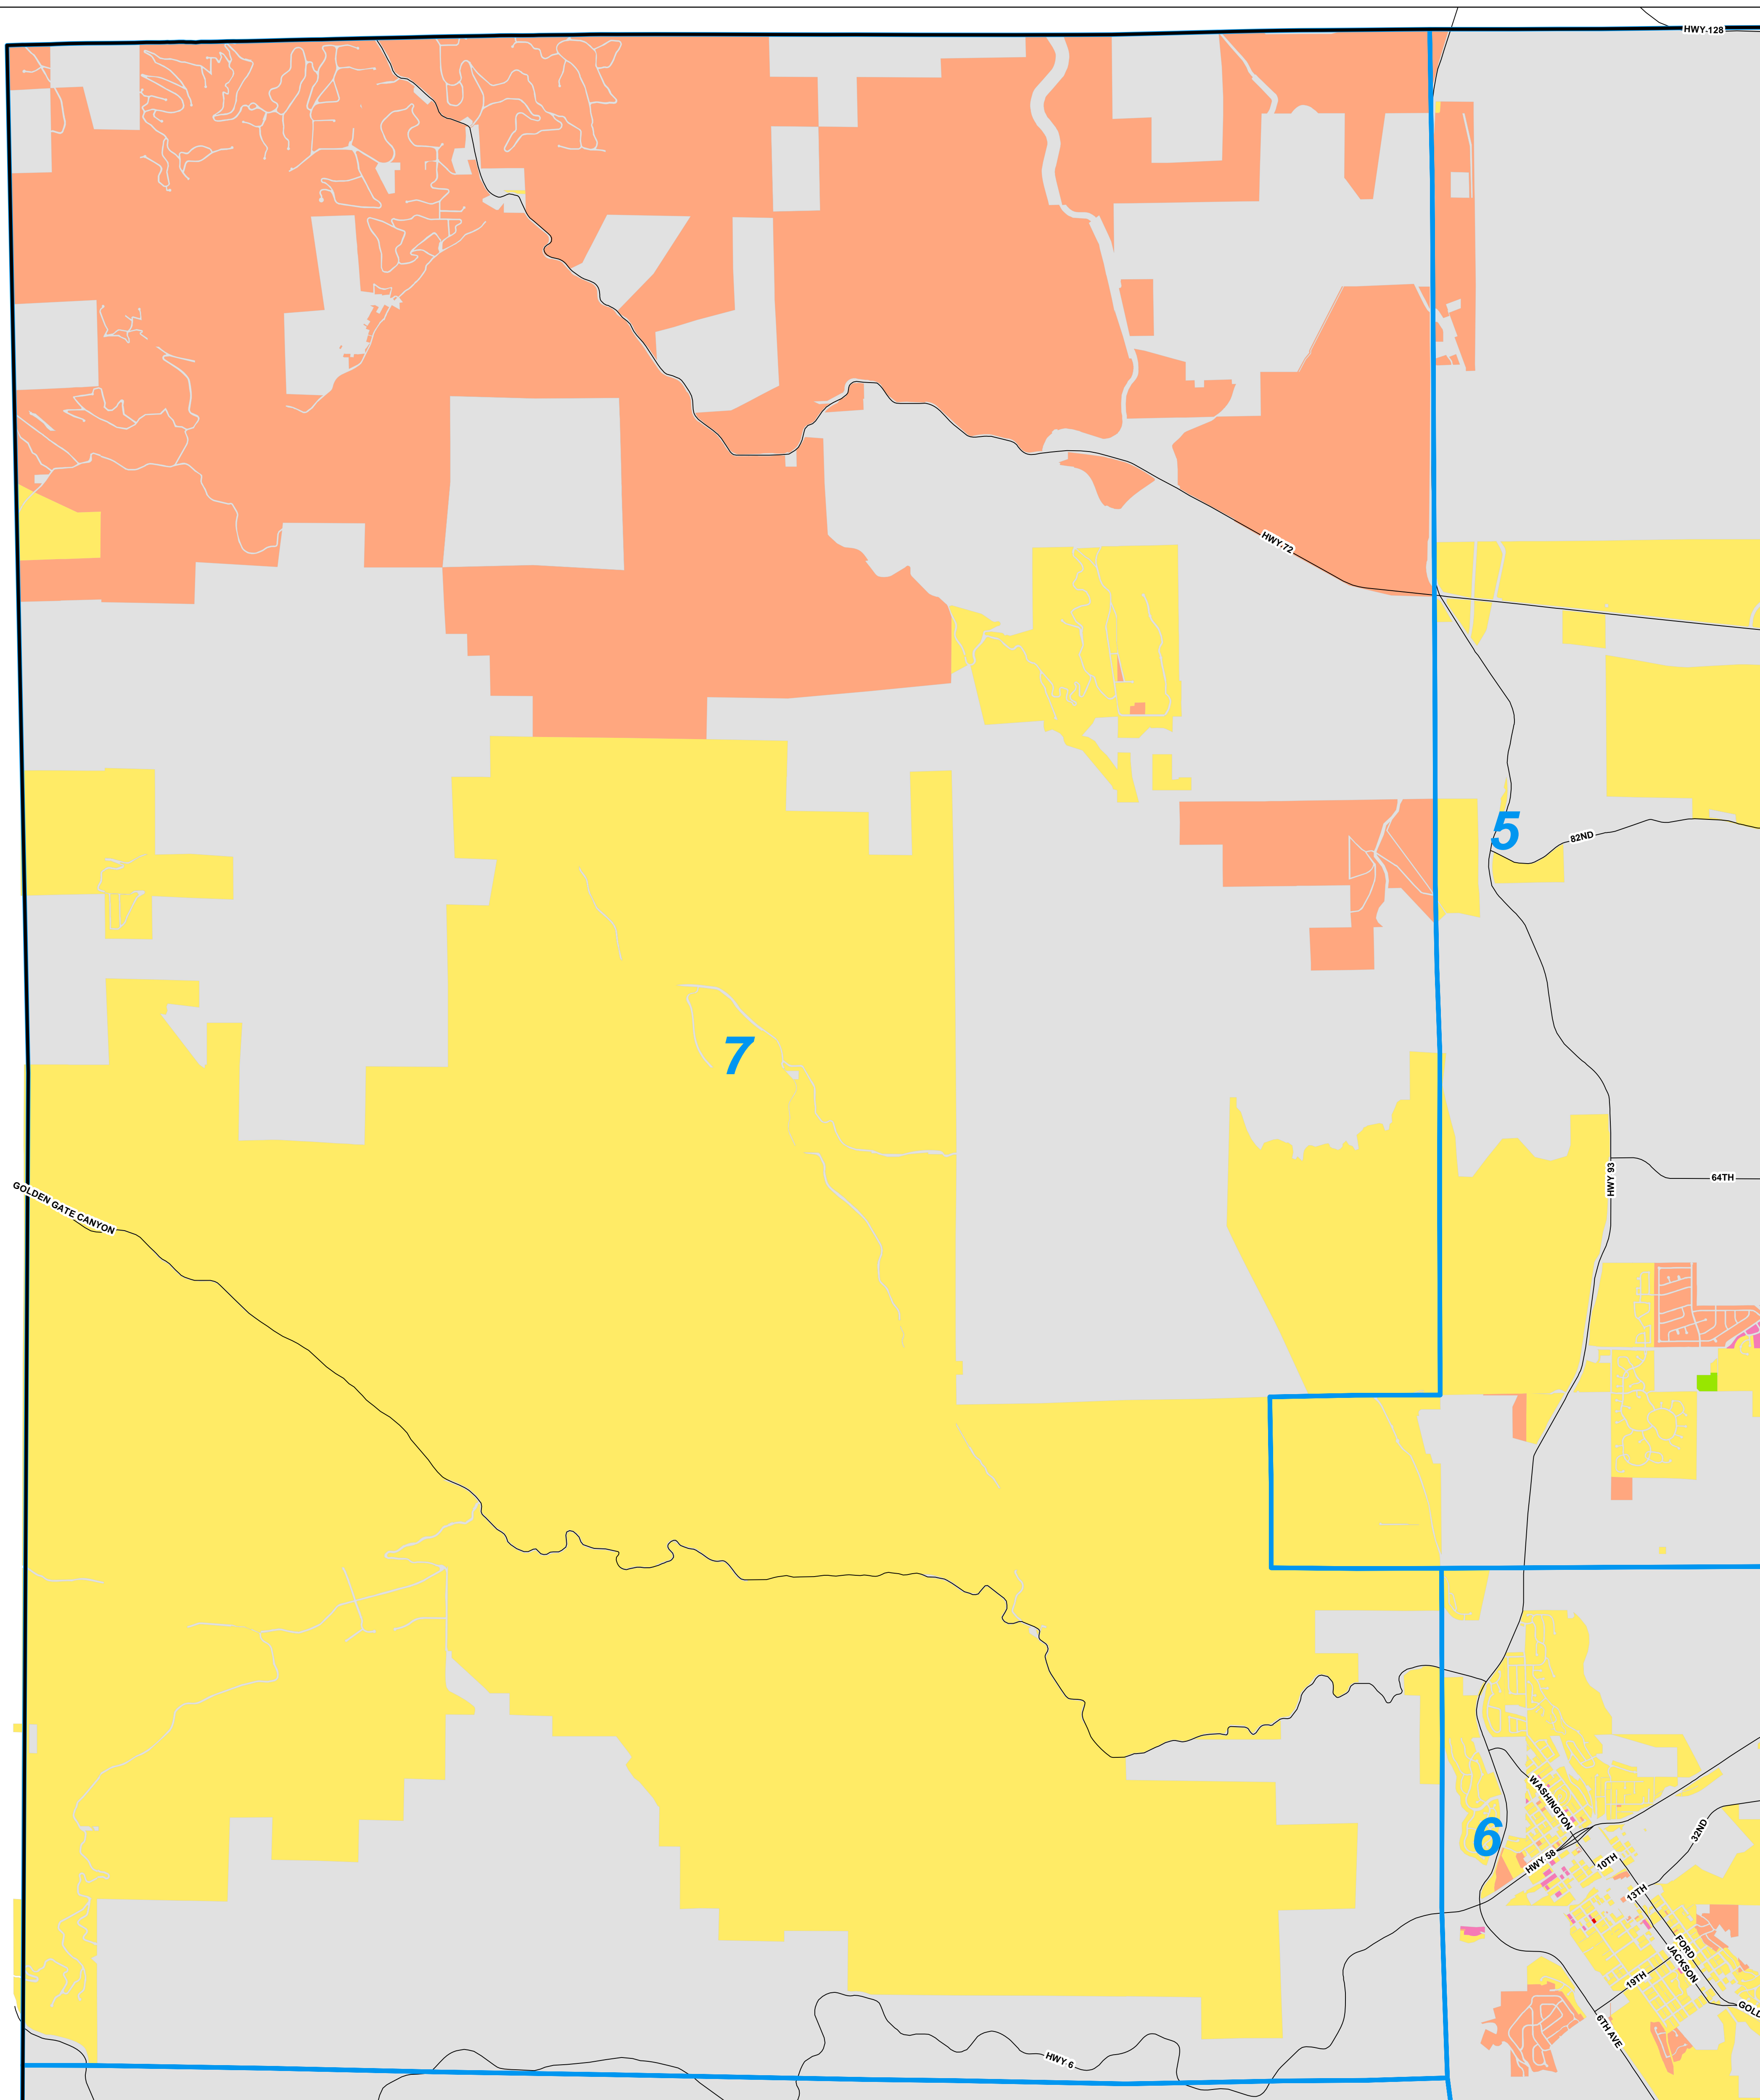 HWY 128
HWY 72
5
82ND
7
HWY 93
64TH
GOLDEN GATE CANYON
WASHINGTON
6
32ND
HWY 58
10TH
13TH
FORD
JACKSON
19TH
GOLD
6TH AVE
HWY 6